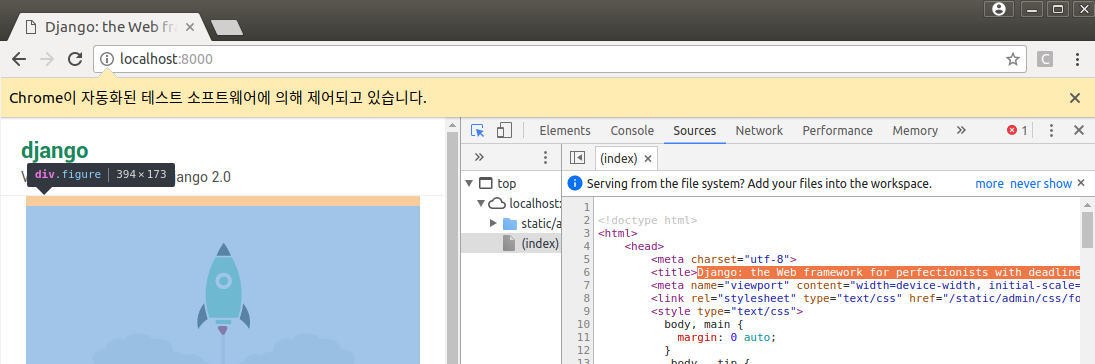 Django: the Web fr
localhost:8000
C
Chrome이 자동화된 테스트 소프트웨어에 의해 제어되고 있습니다.
django
div.figure | 394×173
V
jango 2.0
Elements Console Sources Network Performance Memory » 1
» (index)
top
localhost:
static/a
(index)
Serving from the file system? Add your files into the workspace. more never show
1
2 <!doctype html>
3 <html>
4 <head>
5 <meta charset="utf-8">
6 <title>Django: the Web framework for perfectionists with deadline
7 <meta name="viewport" content="width=device-width, initial-scale=
8 <link rel="stylesheet" type="text/css" href="/static/admin/css/fo
9 <style type="text/css">
10 body, main {
11 margin: 0 auto;
12 }
13